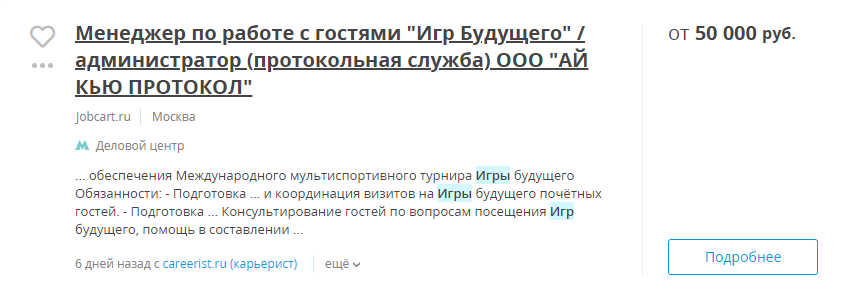 Менеджер по работе с гостями "Игр Будущего" /
администратор (протокольная служба) ООО "АЙ
КЬЮ ПРОТОКОЛ"
от 50 000 руб.
Jobcart.ru Москва
Деловой центр
... обеспечения Международного мультиспортивного турнира Игры будущего
Обязанности: - Подготовка ... и координация визитов на Игры будущего почётных
гостей. - Подготовка ... Консультирование гостей по вопросам посещения Игр
будущего, помощь в составлении ...
6 дней назад с careerist.ru (карьерист) ещё
Подробнее